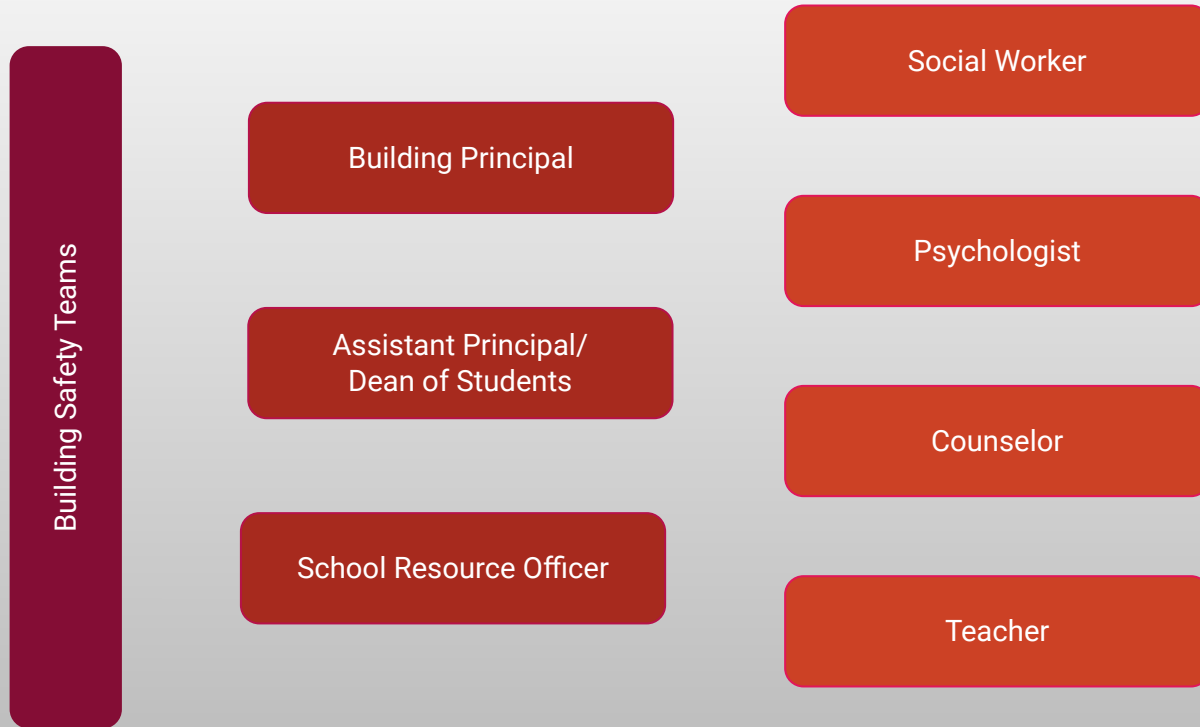 Building Safety Teams
Building Principal
Assistant Principal/
Dean of Students
School Resource Officer
Social Worker
Psychologist
Counselor
Teacher